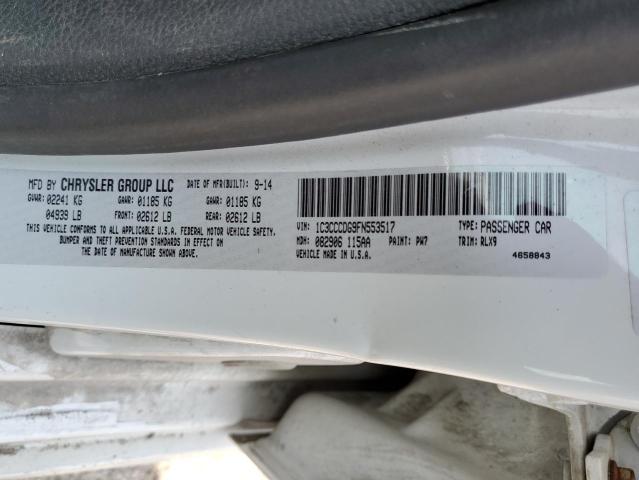 MFD BY CHRYSLER GROUP LLC DATE OF MFR(BUILT): 9-14
GVWR: 02241 KG GAWR: 01185 KG GAWR: 01185 KG
04939 LB FRONT: 02612 LB REAR: 02612 LB
THIS VEHICLE CONFORMS TO ALL APPLICABLE U.S.A. FEDERAL MOTOR VEHICLE SAFETY,
BUMPER AND THEFT PREVENTION STANDARDS IN EFFECT ON
THE DATE OF MANUFACTURE SHOWN ABOVE.
VIN: 1C3CCCDG9FN553517 TYPE: PASSENGER CAR
MDH: 082906 115AA PAINT: PW7 TRIM: RLX9
VEHICLE MADE IN U.S.A. 4658843